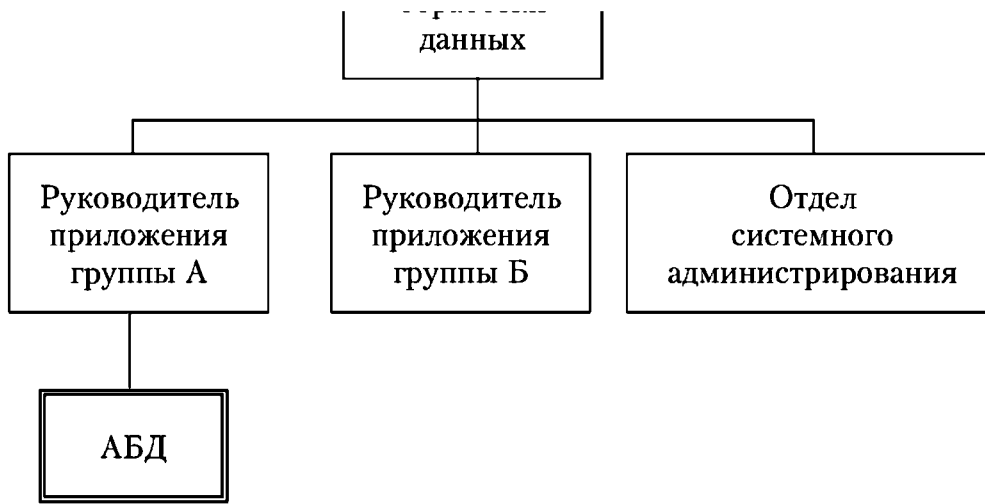 данных
Руководитель
приложения
группы А
Руководитель
приложения
группы Б
Отдел
системного
администрирования
АБД